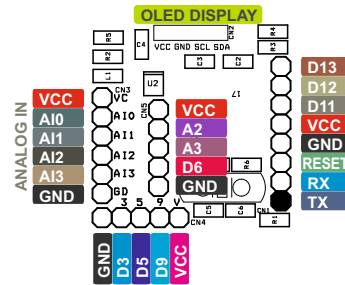 OLED DISPLAY
CN2
VCC GND SCL SDA
R5
C4
R4
R3
R2
C3
C2
L1
U2
17
CN3
VC
AI0
AI1
AI2
AI3
GD
CN5
ANALOG IN
VCC
AI0
AI1
AI2
AI3
GND
VCC
A2
A3
D6
GND
R6
D13
D12
D11
VCC
GND
RESET
RX
TX
3 5 9 V
CN4
C5
C6
CN1
R1
GND
D3
D5
D9
VCC